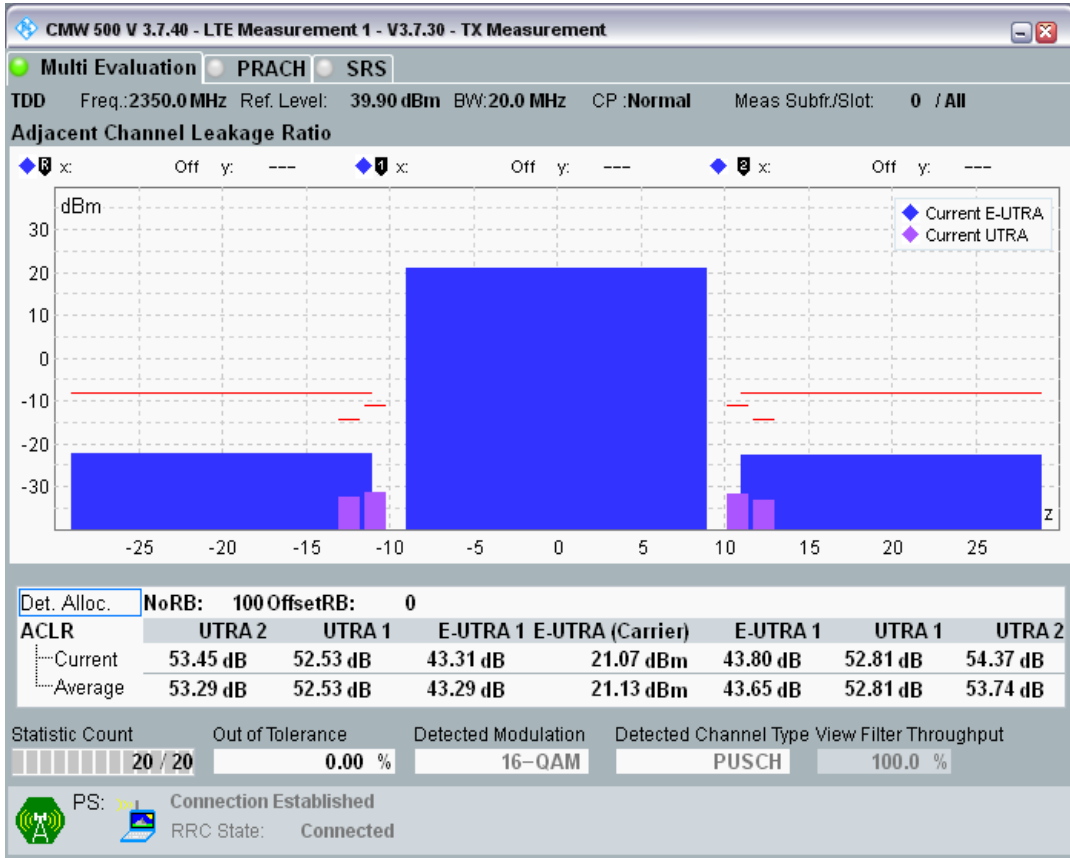 CMW 500 V 3.7.40 - LTE Measurement 1 - V3.7.30 - TX Measurement
Multi Evaluation PRACH SRS
TDD Freq.:2350.0 MHz Ref. Level: 39.90 dBm BW:20.0 MHz CP :Normal Meas Subfr./Slot: 0 / All
Adjacent Channel Leakage Ratio
R x: Off y: --- 1 x: Off y: --- 2 x: Off y: ---
dBm
Current E-UTRA
Current UTRA
30
20
10
0
-10
-20
-30
z
-25 -20 -15 -10 -5 0 5 10 15 20 25
Det. Alloc. NoRB: 100 OffsetRB: 0
ACLR UTRA 2 UTRA 1 E-UTRA 1 E-UTRA (Carrier) E-UTRA 1 UTRA 1 UTRA 2
Current 53.45 dB 52.53 dB 43.31 dB 21.07 dBm 43.80 dB 52.81 dB 54.37 dB
Average 53.29 dB 52.53 dB 43.29 dB 21.13 dBm 43.65 dB 52.81 dB 53.74 dB
Statistic Count Out of Tolerance Detected Modulation Detected Channel Type View Filter Throughput
20 / 20 0.00 % 16-QAM PUSCH 100.0 %
PS: Connection Established
RRC State: Connected